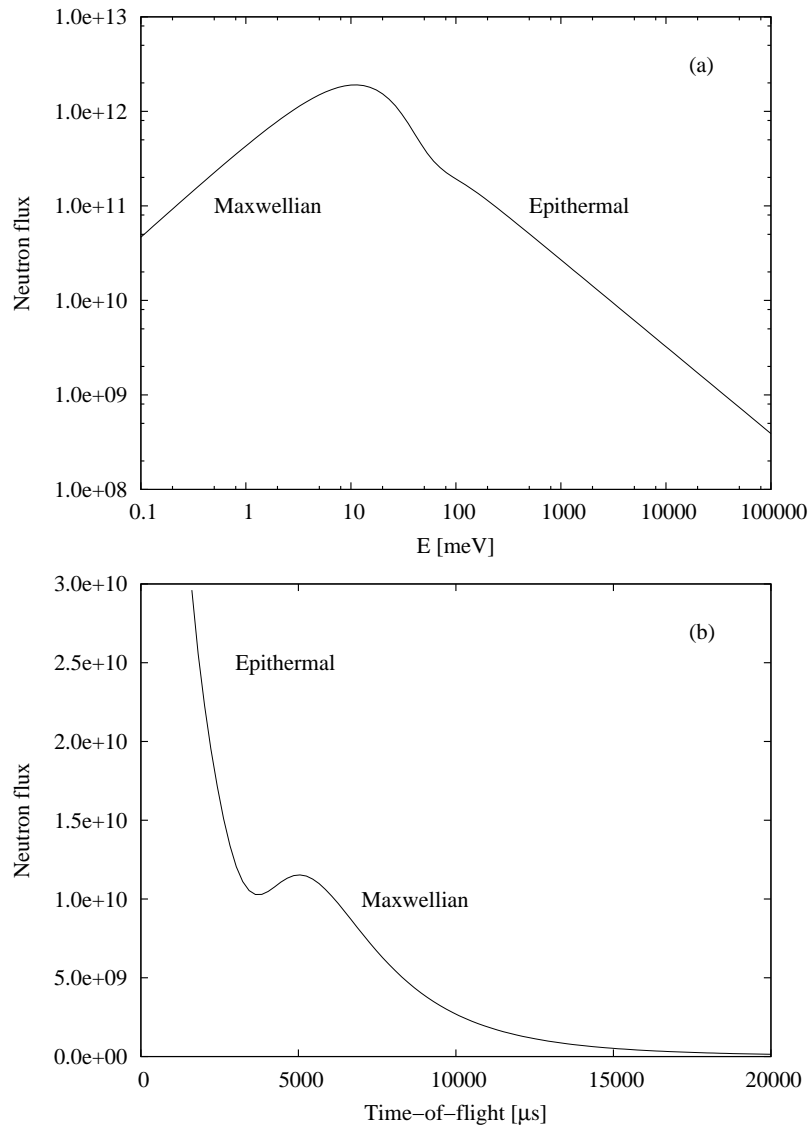 (a)
1.0e+13
1.0e+12
1.0e+11
1.0e+10
1.0e+09
1.0e+08
Neutron flux
Maxwellian
Epithermal
0.1 1 10 100 1000 10000 100000
E [meV]
(b)
3.0e+10
2.5e+10
2.0e+10
1.5e+10
1.0e+10
5.0e+09
0.0e+00
Neutron flux
Epithermal
Maxwellian
0 5000 10000 15000 20000
Time−of−flight [μs]